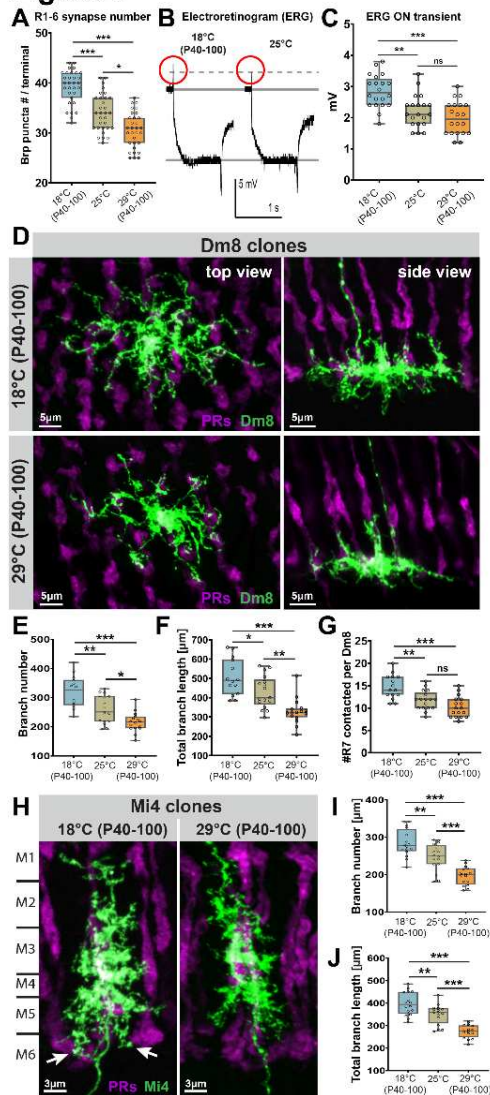 A R1-6 synapse number
Brp puncta # / terminal
50
40
30
20
***
***
*
18°C
(P40-100)
25°C
29°C
(P40-100)
B Electroretinogram (ERG)
18°C
(P40-100)
25°C
5 mV
1 s
C ERG ON transient
mV
5
4
3
2
1
0
***
**
ns
18°C
(P40-100)
25°C
29°C
(P40-100)
D Dm8 clones
18°C (P40-100)
top view
side view
5µm
PRs Dm8
5µm
29°C (P40-100)
5µm
PRs Dm8
5µm
E
Branch number
500
400
300
200
100
***
**
*
18°C
(P40-100)
25°C
29°C
(P40-100)
F
Total branch length [µm]
800
700
600
500
400
300
200
100
***
*
**
18°C
(P40-100)
25°C
29°C
(P40-100)
G
#R7 contacted per Dm8
25
20
15
10
5
0
***
**
ns
18°C
(P40-100)
25°C
29°C
(P40-100)
H Mi4 clones
18°C (P40-100)
29°C (P40-100)
M1
M2
M3
M4
M5
M6
3µm
PRs Mi4
3µm
I
Branch number
400
300
200
100
***
**
***
18°C
(P40-100)
25°C
29°C
(P40-100)
J
Total branch length [µm]
600
500
400
300
200
100
***
**
***
18°C
(P40-100)
25°C
29°C
(P40-100)